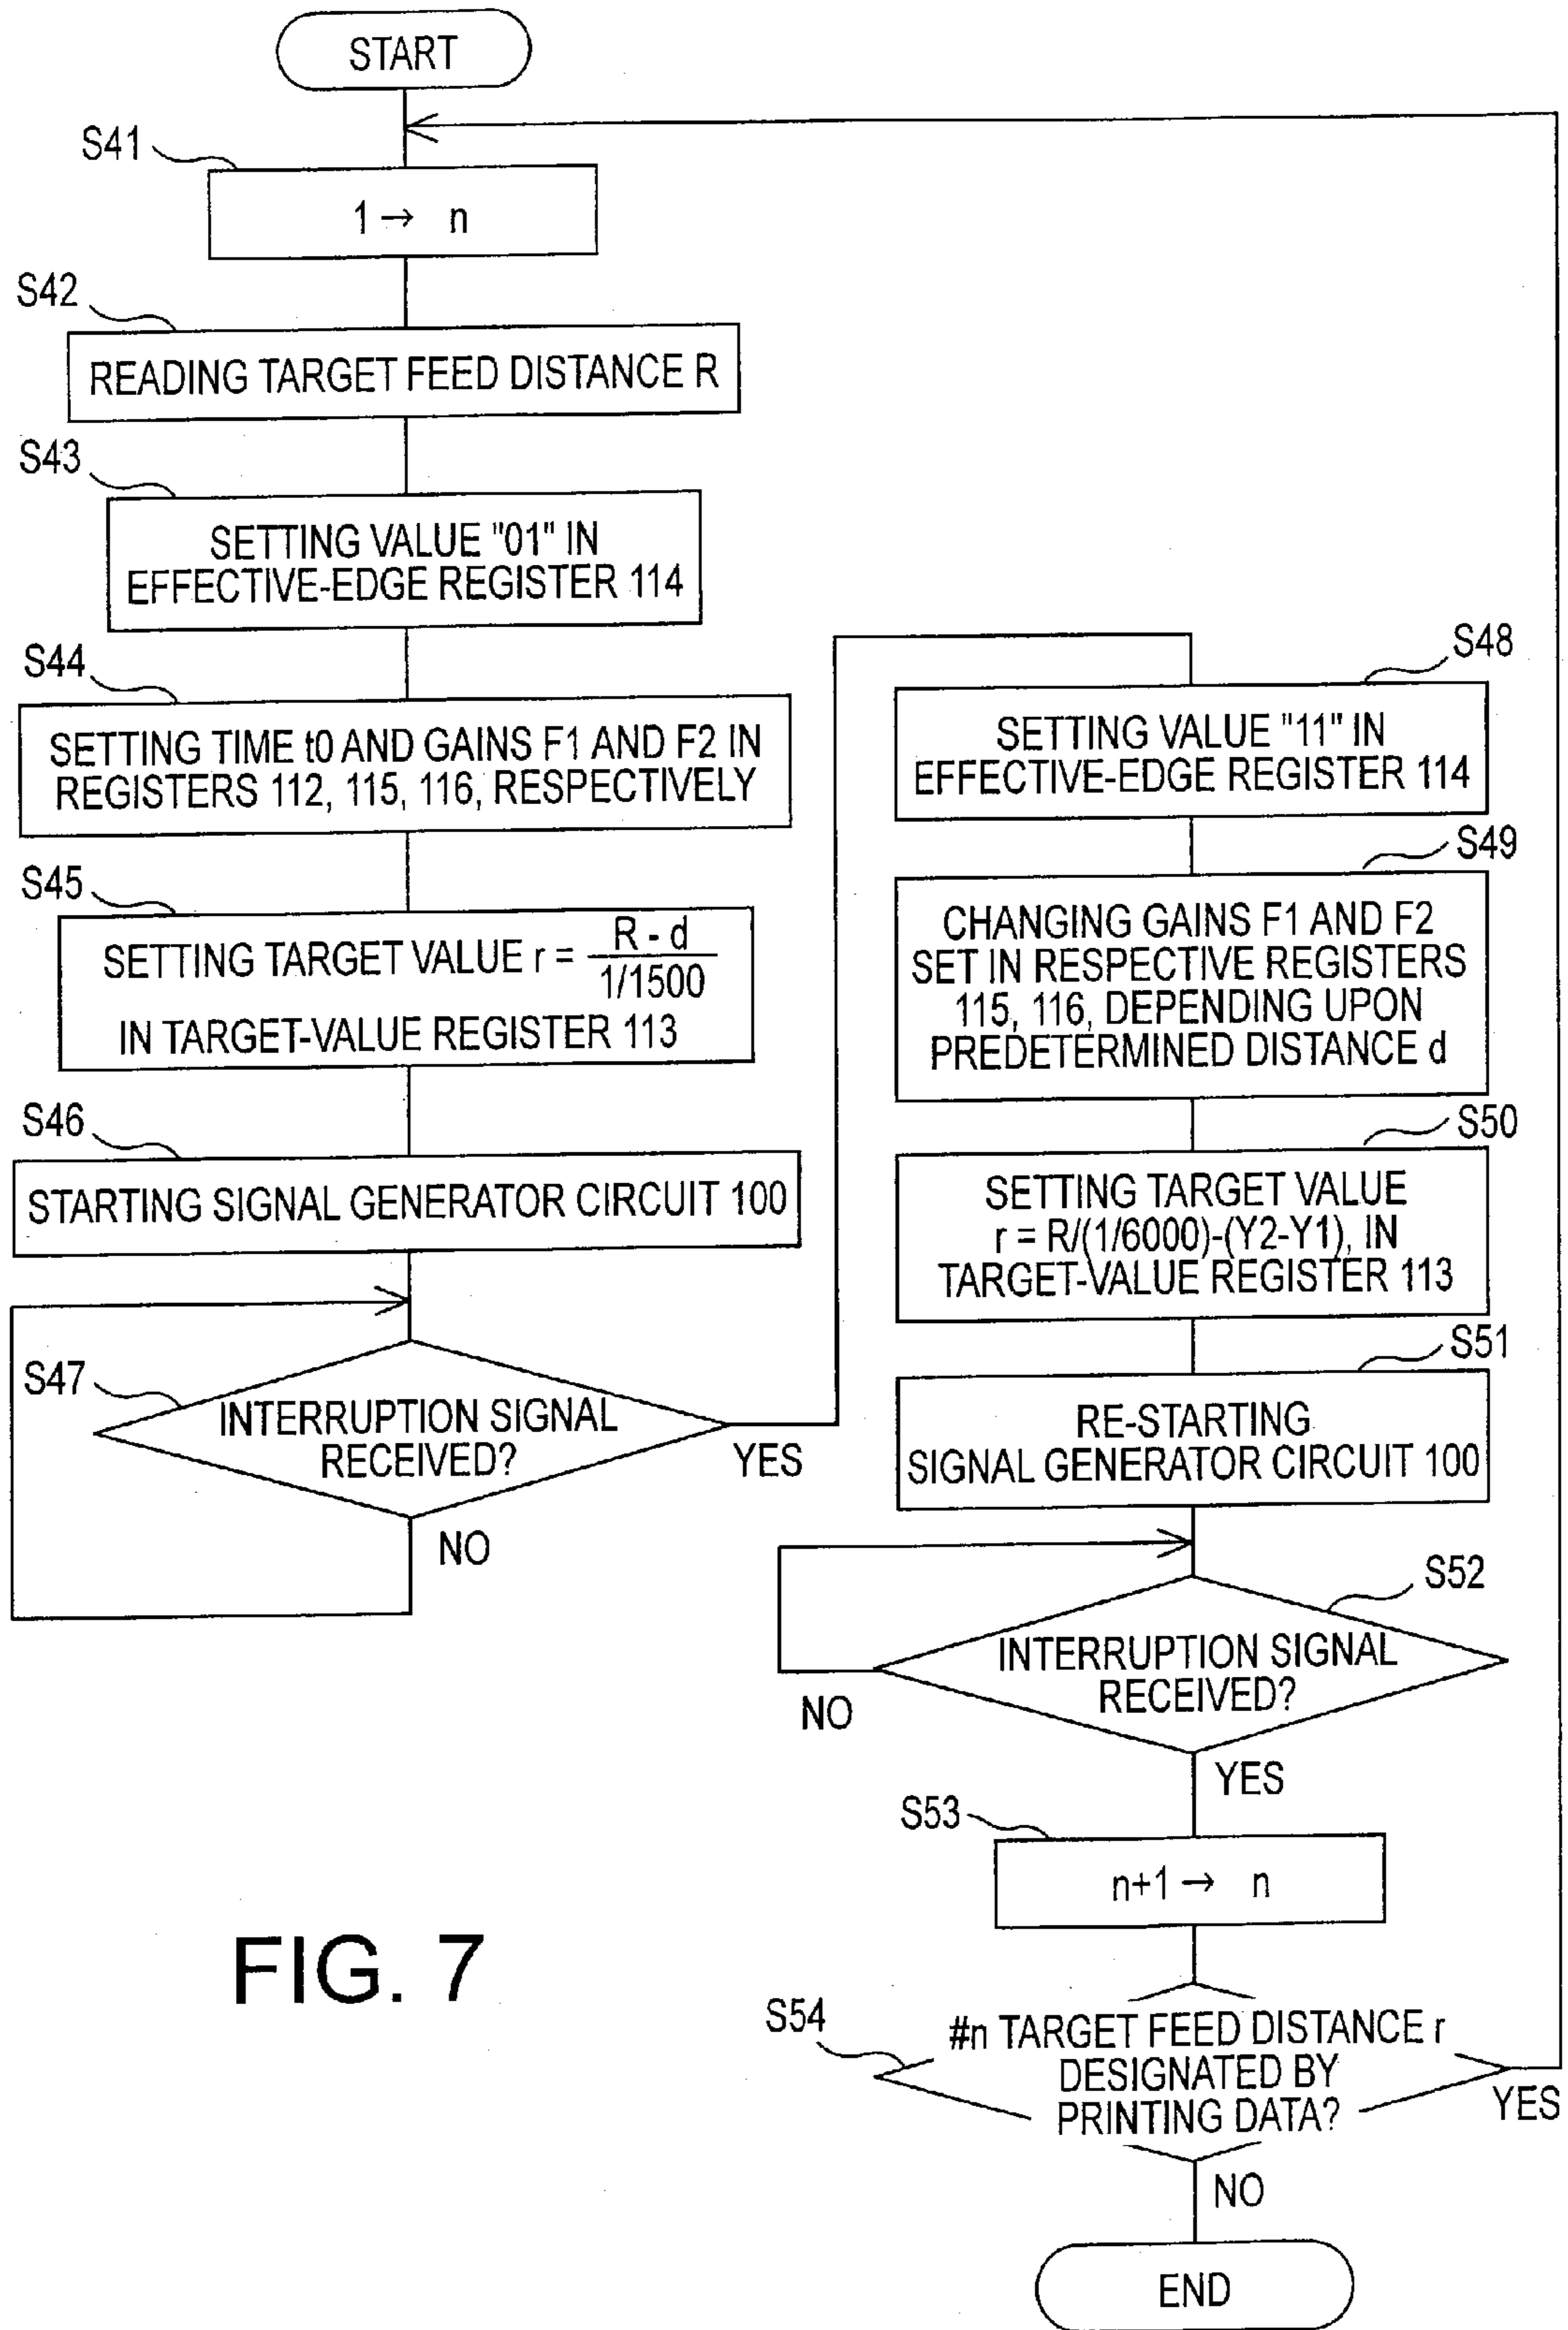 START
S41
1 → n
S42
READING TARGET FEED DISTANCE R
S43
SETTING VALUE "01" IN
EFFECTIVE-EDGE REGISTER 114
S44
SETTING TIME t0 AND GAINS F1 AND F2 IN
REGISTERS 112, 115, 116, RESPECTIVELY
S45
SETTING TARGET VALUE r = R - d
1/1500
IN TARGET-VALUE REGISTER 113
S46
STARTING SIGNAL GENERATOR CIRCUIT 100
S47
INTERRUPTION SIGNAL
RECEIVED?
YES
NO
S48
SETTING VALUE "11" IN
EFFECTIVE-EDGE REGISTER 114
S49
CHANGING GAINS F1 AND F2
SET IN RESPECTIVE REGISTERS
115, 116, DEPENDING UPON
PREDETERMINED DISTANCE d
S50
SETTING TARGET VALUE
r = R/(1/6000)-(Y2-Y1), IN
TARGET-VALUE REGISTER 113
S51
RE-STARTING
SIGNAL GENERATOR CIRCUIT 100
S52
INTERRUPTION SIGNAL
RECEIVED?
NO
YES
S53
n+1 → n
S54
#n TARGET FEED DISTANCE r
DESIGNATED BY
PRINTING DATA?
YES
NO
END
FIG. 7